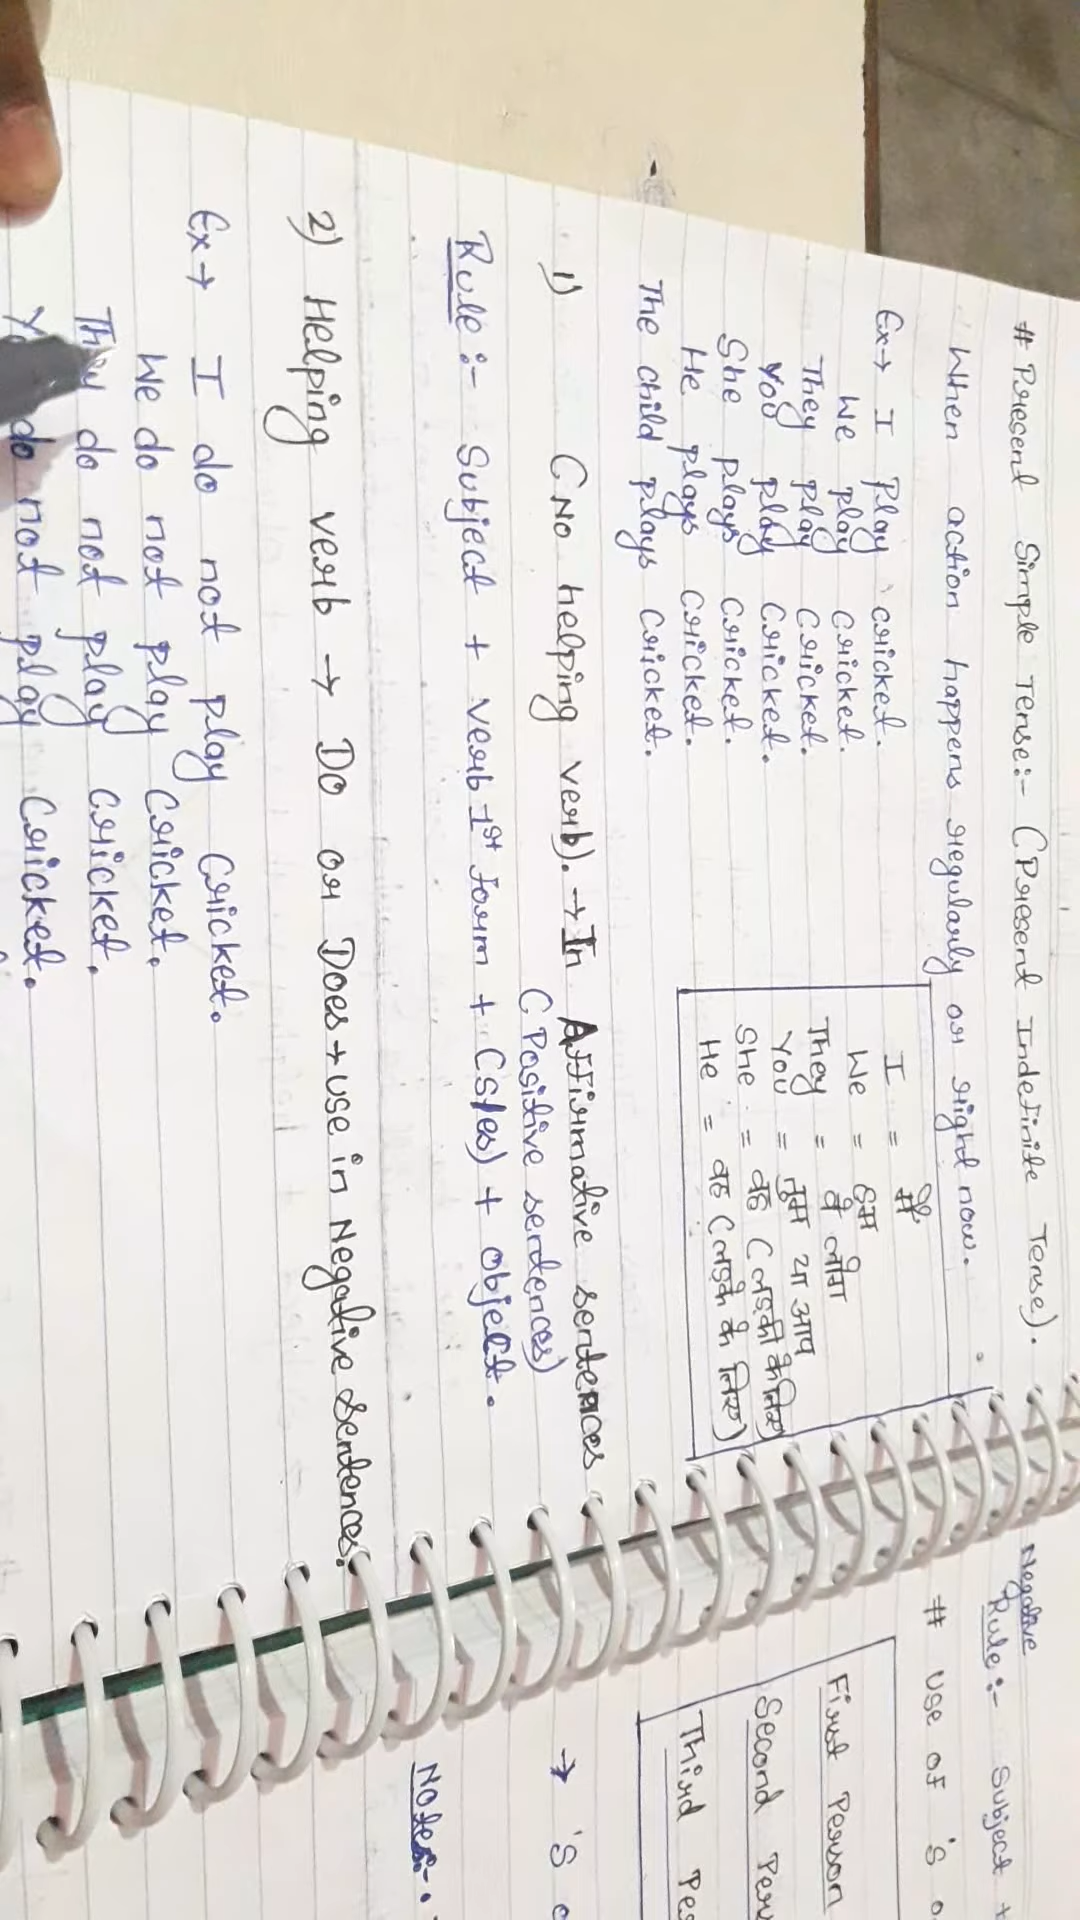 # Present Simple Tense:- (Present Indefinite Tense).
When action happens regularly or right now.
Ex→ I play cricket.
We play cricket.
They play cricket.
You play cricket.
She plays cricket.
He plays cricket.
The child plays cricket.
I = मैं
We = हम
They = वे लोग
You = तुम या आप
She = वह (लड़की के लिए)
He = वह (लड़के के लिए)
1) (No helping verb). → In Affirmative sentences
(Positive sentences)
Rule:- Subject + verb 1st form + (s/es) + object.
2) Helping verb → Do or Does + use in Negative sentences.
Ex→ I do not play cricket.
We do not play cricket.
They do not play cricket.
do not play cricket.
Negative
Rule:- Subject +
# Use of 's
First Person
Second
Third
→ 's
Note:-